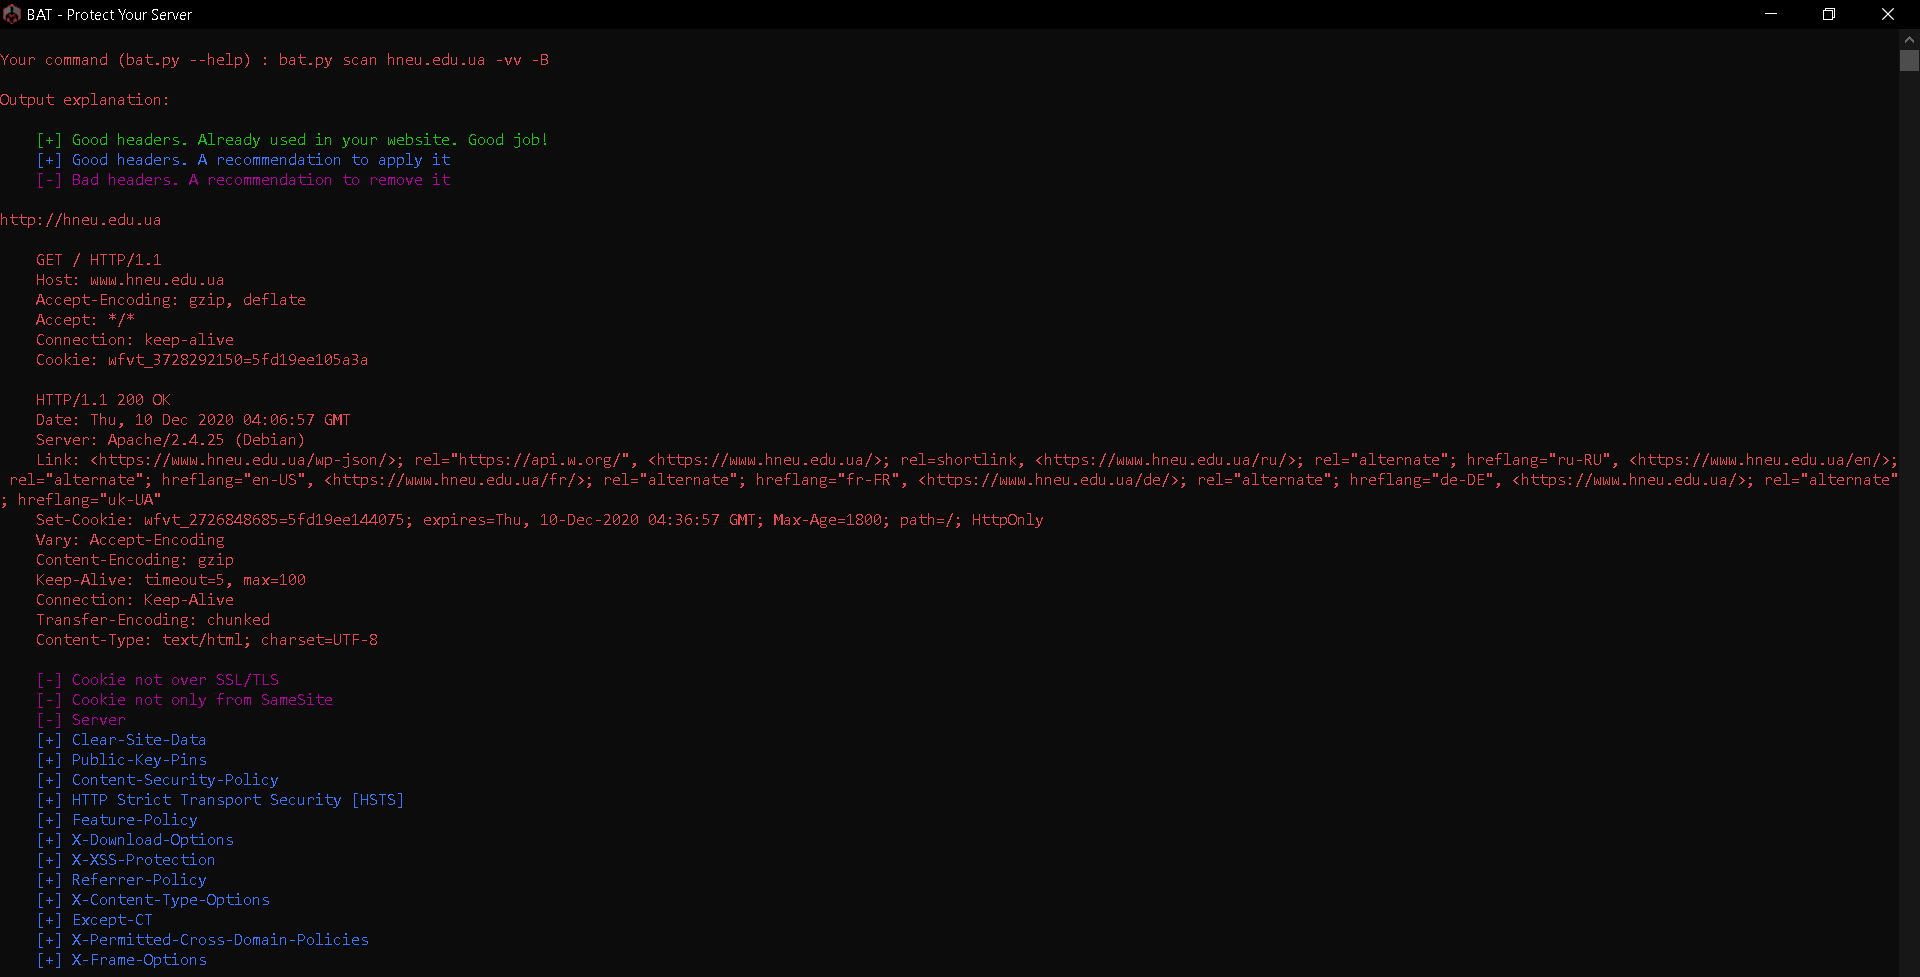 BAT - Protect Your Server
Your command (bat.py --help) : bat.py scan hneu.edu.ua -vv -B
Output explanation:
[+] Good headers. Already used in your website. Good job!
[+] Good headers. A recommendation to apply it
[-] Bad headers. A recommendation to remove it
http://hneu.edu.ua
GET / HTTP/1.1
Host: www.hneu.edu.ua
Accept-Encoding: gzip, deflate
Accept: */*
Connection: keep-alive
Cookie: wfvt_3728292150=5fd19ee105a3a
HTTP/1.1 200 OK
Date: Thu, 10 Dec 2020 04:06:57 GMT
Server: Apache/2.4.25 (Debian)
Link: <https://www.hneu.edu.ua/wp-json/>; rel="https://api.w.org/", <https://www.hneu.edu.ua/>; rel=shortlink, <https://www.hneu.edu.ua/ru/>; rel="alternate"; hreflang="ru-RU", <https://www.hneu.edu.ua/en/>;
rel="alternate"; hreflang="en-US", <https://www.hneu.edu.ua/fr/>; rel="alternate"; hreflang="fr-FR", <https://www.hneu.edu.ua/de/>; rel="alternate"; hreflang="de-DE", <https://www.hneu.edu.ua/>; rel="alternate"
; hreflang="uk-UA"
Set-Cookie: wfvt_2726848685=5fd19ee144075; expires=Thu, 10-Dec-2020 04:36:57 GMT; Max-Age=1800; path=/; HttpOnly
Vary: Accept-Encoding
Content-Encoding: gzip
Keep-Alive: timeout=5, max=100
Connection: Keep-Alive
Transfer-Encoding: chunked
Content-Type: text/html; charset=UTF-8
[-] Cookie not over SSL/TLS
[-] Cookie not only from SameSite
[-] Server
[+] Clear-Site-Data
[+] Public-Key-Pins
[+] Content-Security-Policy
[+] HTTP Strict Transport Security [HSTS]
[+] Feature-Policy
[+] X-Download-Options
[+] X-XSS-Protection
[+] Referrer-Policy
[+] X-Content-Type-Options
[+] Except-CT
[+] X-Permitted-Cross-Domain-Policies
[+] X-Frame-Options